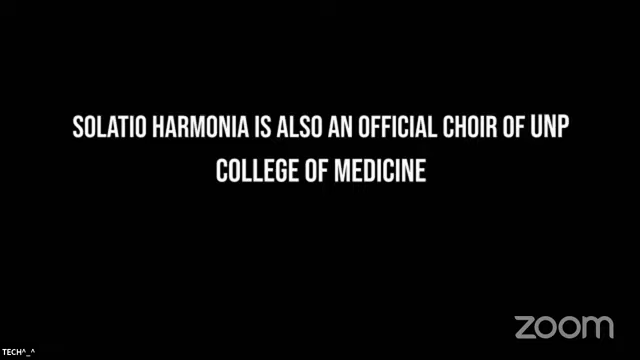 SOLATIO HARMONIA IS ALSO AN OFFICIAL CHOIR OF UNP
COLLEGE OF MEDICINE
zoom
TECH^_^